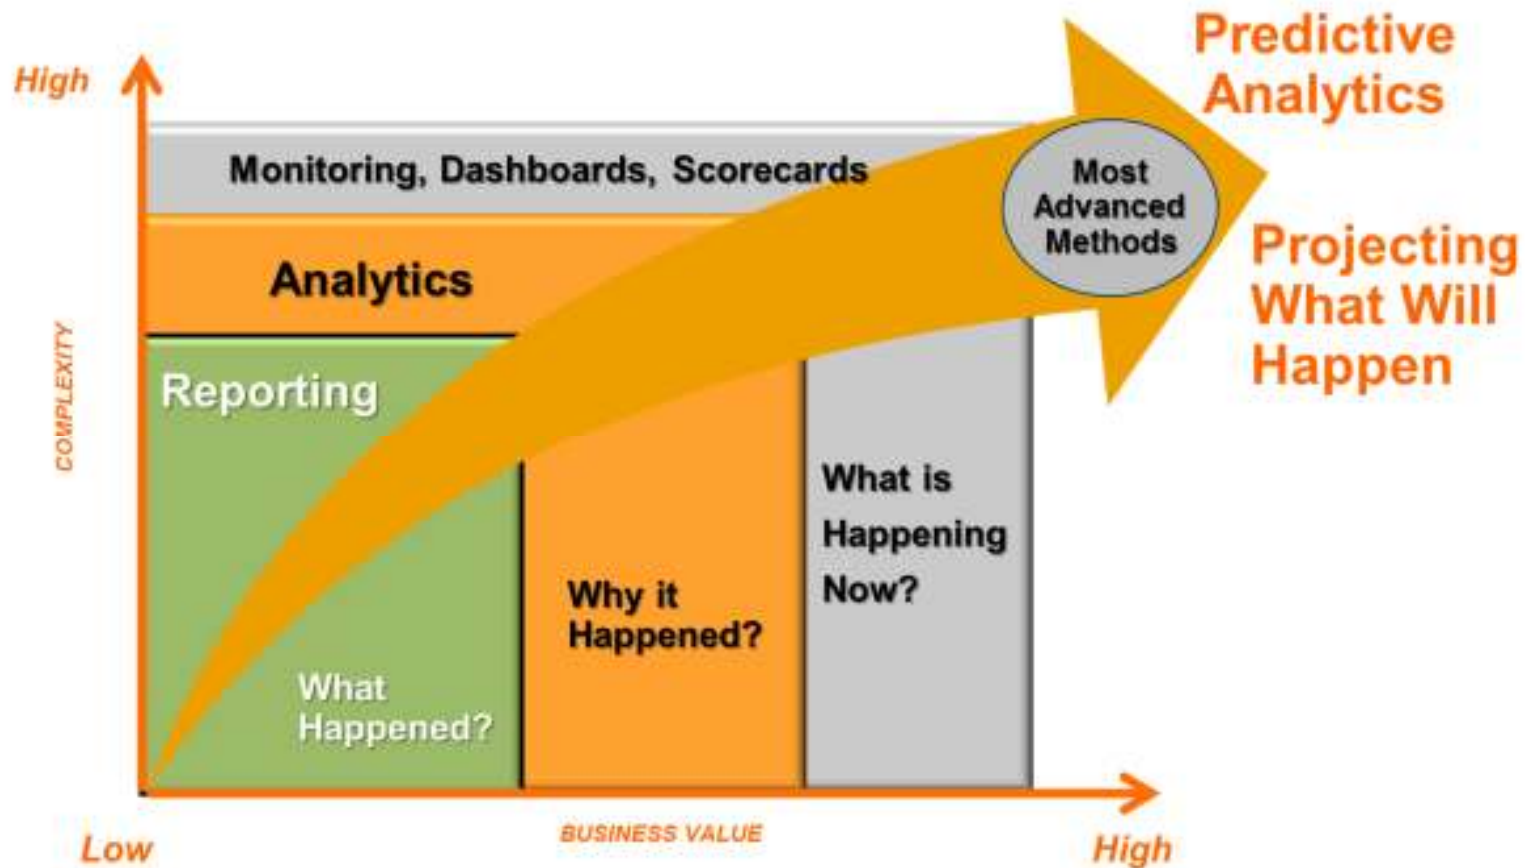 Predictive
Analytics
High
Monitoring, Dashboards, Scorecards
Most
Advanced
Methods
Projecting
What Will
Happen
Analytics
COMPLEXITY
Reporting
What is
Happening
Now?
Why it
Happened?
What
Happened?
Low
BUSINESS VALUE
High